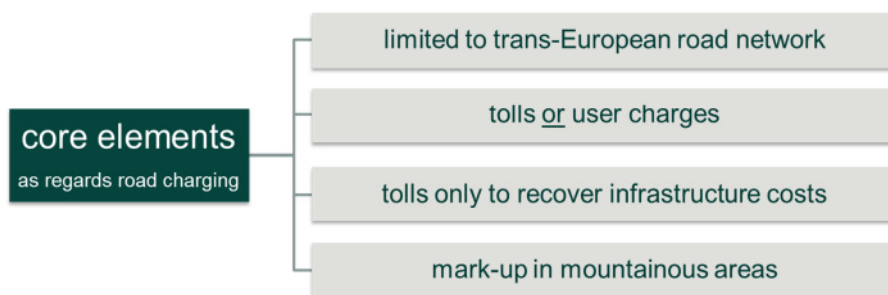 core elements
as regards road charging
limited to trans-European road network
tolls or user charges
tolls only to recover infrastructure costs
mark-up in mountainous areas